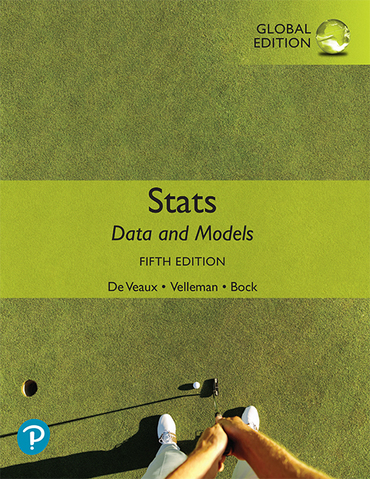 GLOBAL
EDITION
Stats
Data and Models
FIFTH EDITION
De Veaux • Velleman • Bock
P